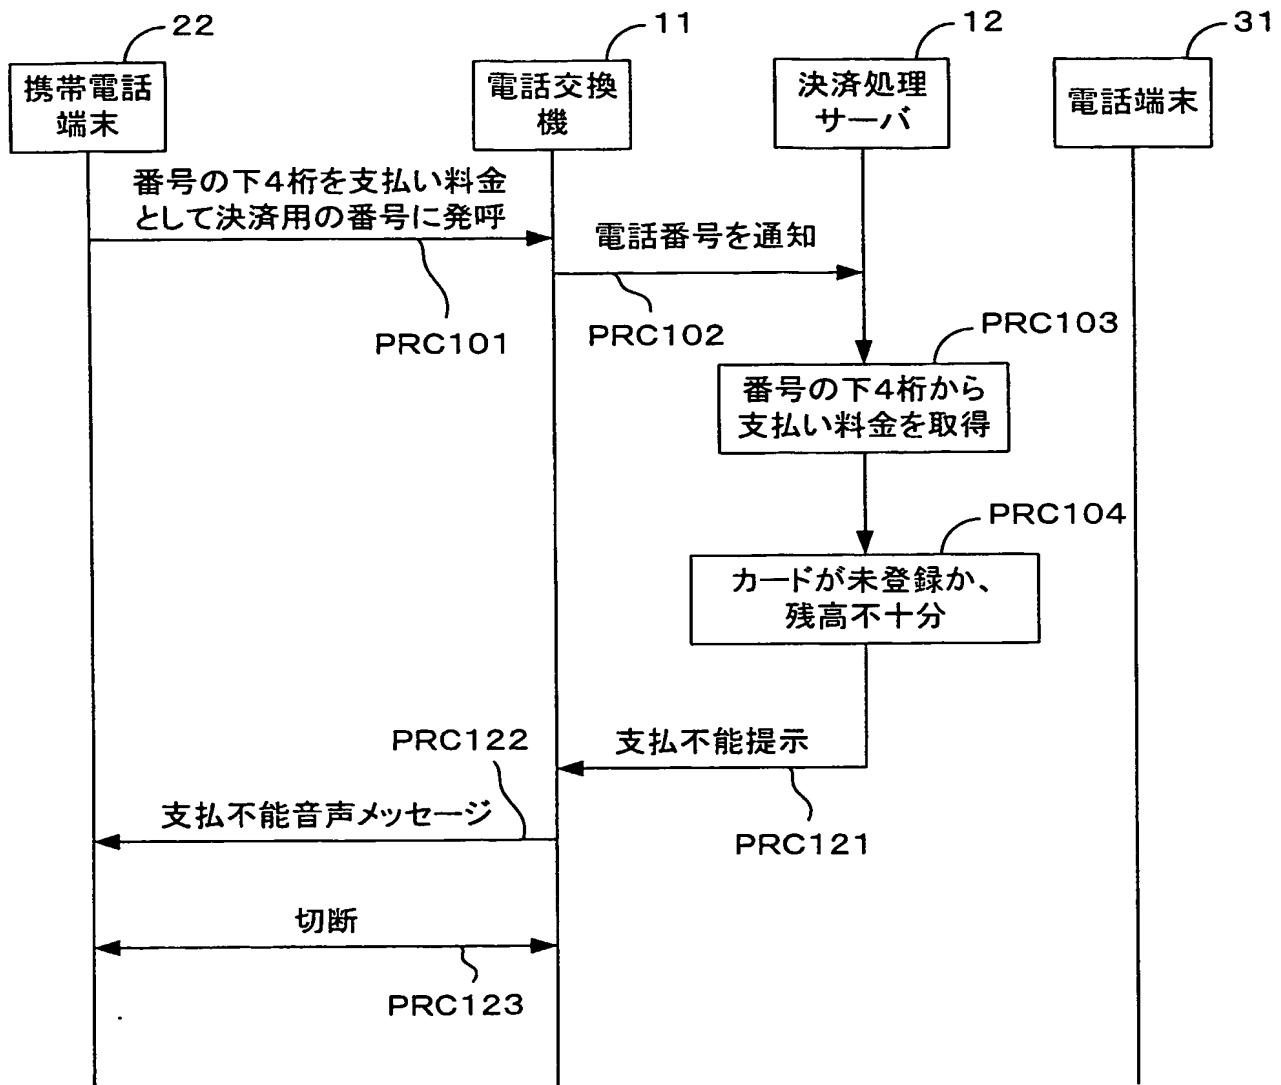 22
11
12
31
携帯電話
端末
電話交換
機
決済処理
サーバ
電話端末
番号の下4桁を支払い料金
として決済用の番号に発呼
電話番号を通知
PRC101
PRC102
PRC103
番号の下4桁から
支払い料金を取得
PRC104
カードが未登録か、
残高不十分
支払不能提示
PRC122
支払不能音声メッセージ
PRC121
切断
PRC123